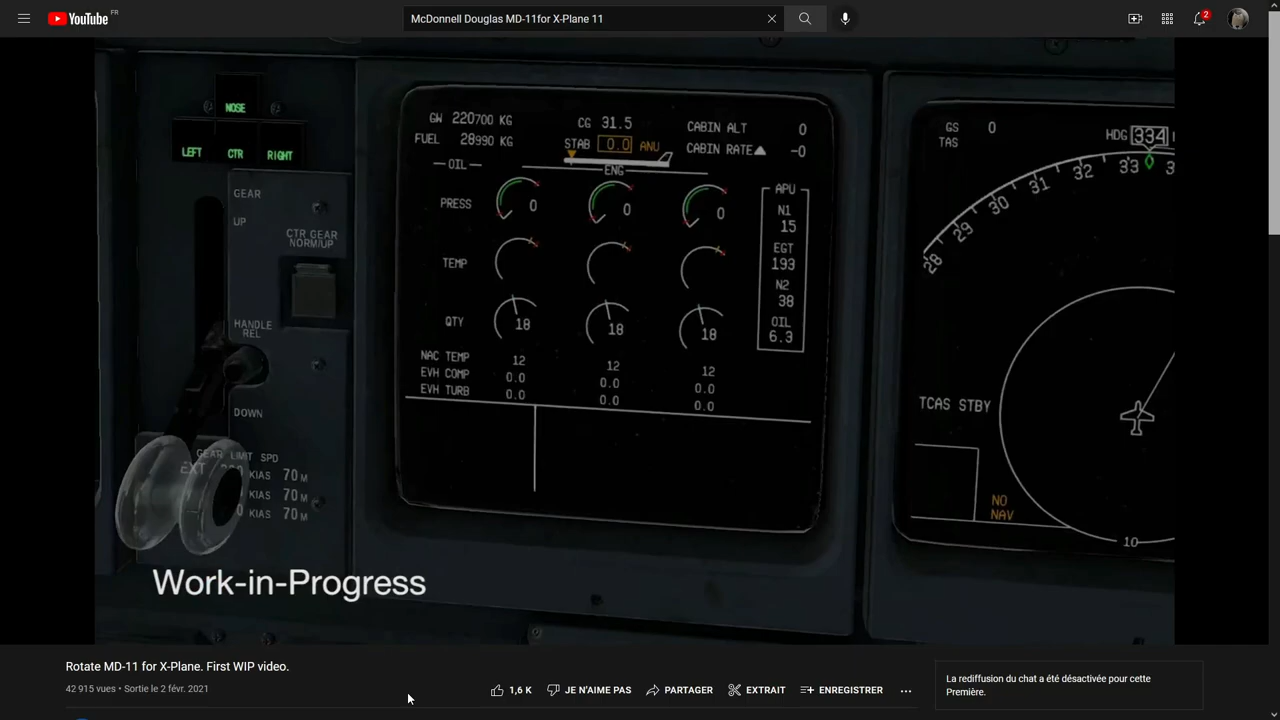 YouTube FR
McDonnell Douglas MD-11for X-Plane 11
2
NOSE
LEFT CTR RIGHT
GEAR
UP
CTR GEAR
NORM/UP
HANDLE
REL
DOWN
GEAR LIMIT SPD
EXT KIAS 70 M
KIAS 70 M
0 KIAS 70 M
GW 220700 KG
FUEL 28990 KG
CG 31.5
STAB 0.0 ANU
CABIN ALT 0
CABIN RATE -0
OIL
ENG
PRESS 0 0 0
TEMP
QTY 18 18 18
NAC TEMP 12 12 12
EVH COMP 0.0 0.0 0.0
EVH TURB 0.0 0.0 0.0
APU
N1
15
EGT
193
N2
38
OIL
6.3
GS 0
TAS
HDG 334
28 29 30 31 32 33
TCAS STBY
NO
NAV
10
Work-in-Progress
Rotate MD-11 for X-Plane. First WIP video.
42 915 vues • Sortie le 2 févr. 2021
1,6 K
JE N'AIME PAS
PARTAGER
EXTRAIT
ENREGISTRER
La rediffusion du chat a été désactivée pour cette
Première.